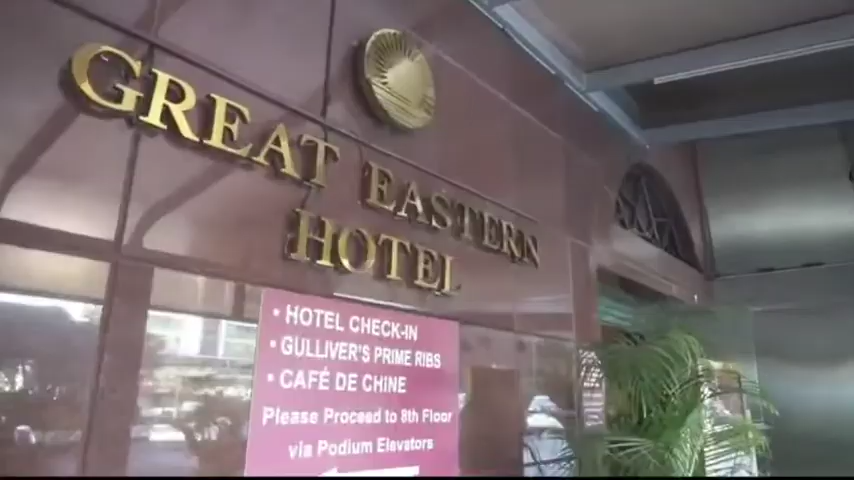 GREAT EASTERN
HOTEL
• HOTEL CHECK-IN
• GULLIVER'S PRIME RIBS
• CAFÉ DE CHINE
Please Proceed to 8th Floor
via Podium Elevators